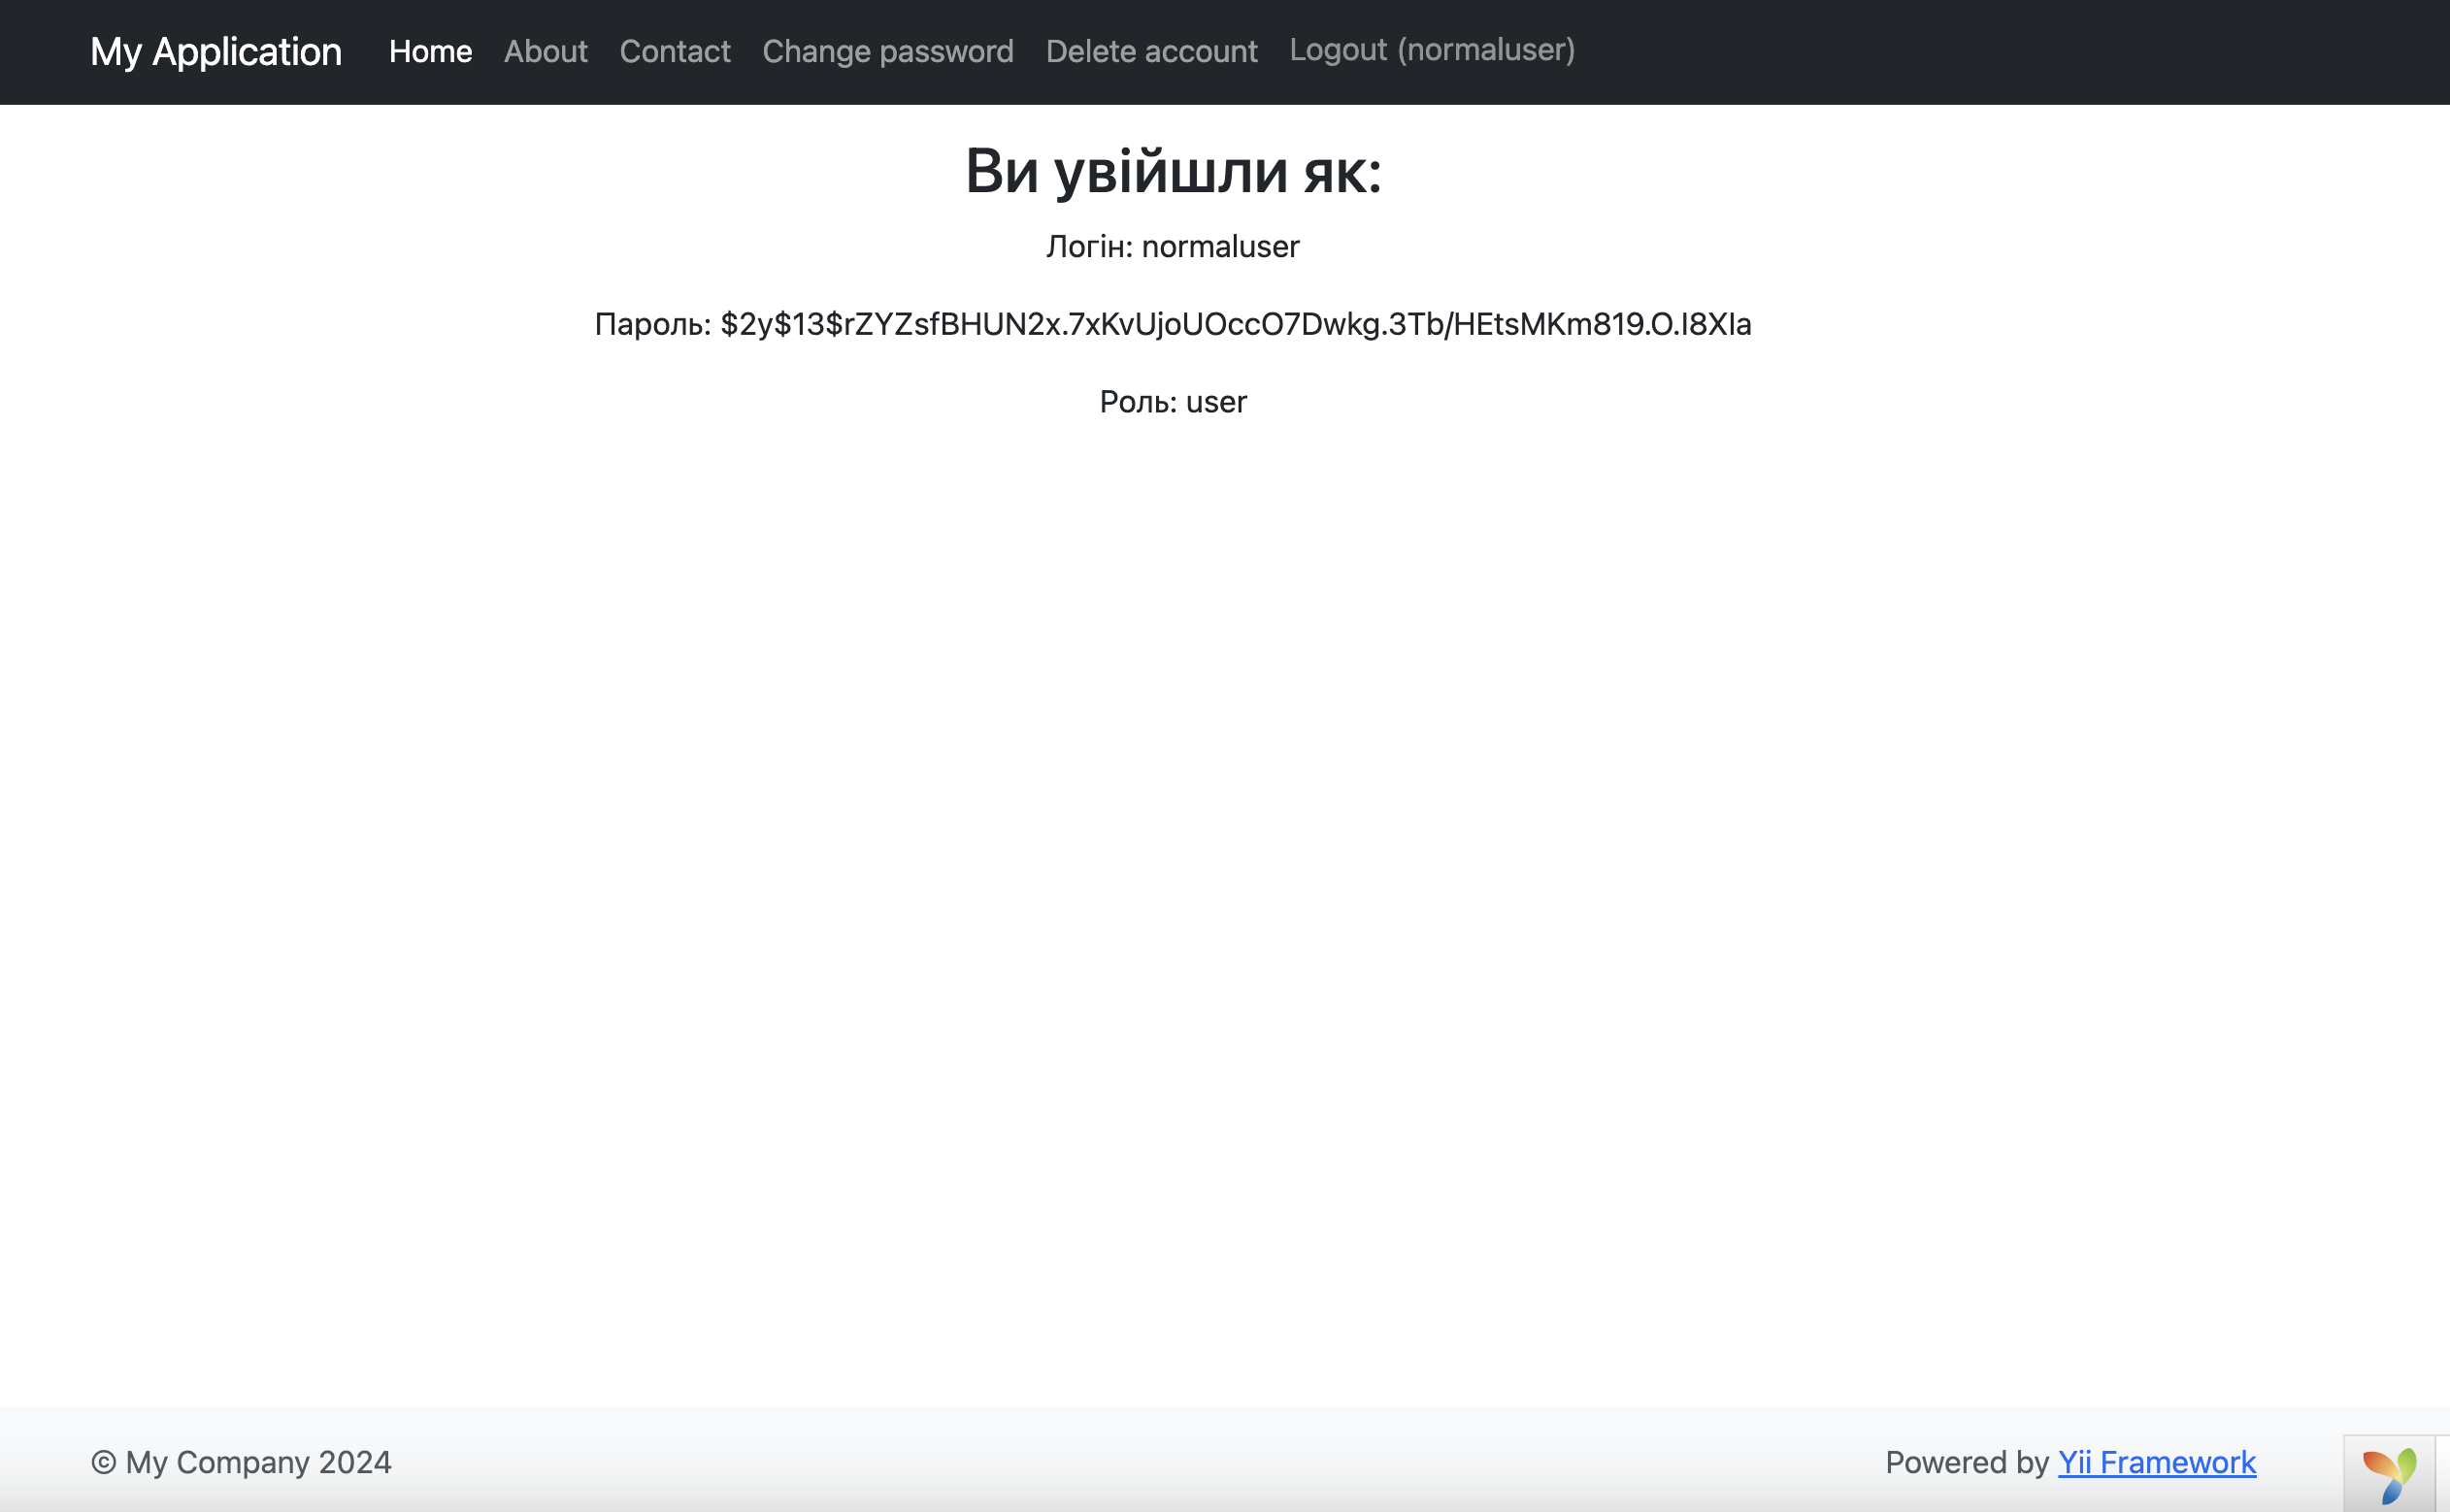 My Application Home About Contact Change password Delete account Logout (normaluser)
Ви увійшли як:
Логін: normaluser
Пароль: $2y$13$rZYZsfBHUN2x.7xKvUjoUOccO7Dwkg.3Tb/HEtsMKm819.O.I8XIa
Роль: user
© My Company 2024 Powered by Yii Framework